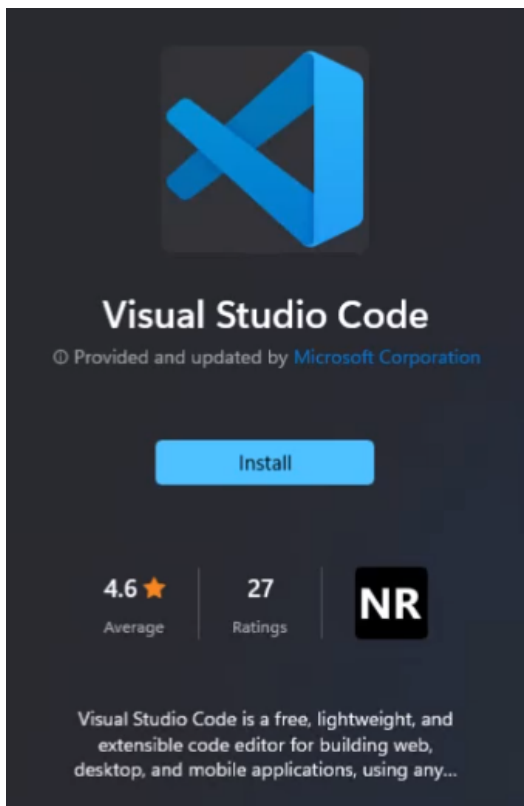 Visual Studio Code
Provided and updated by Microsoft Corporation
Install
4.6 27 NR
Average Ratings
Visual Studio Code is a free, lightweight, and
extensible code editor for building web,
desktop, and mobile applications, using any...